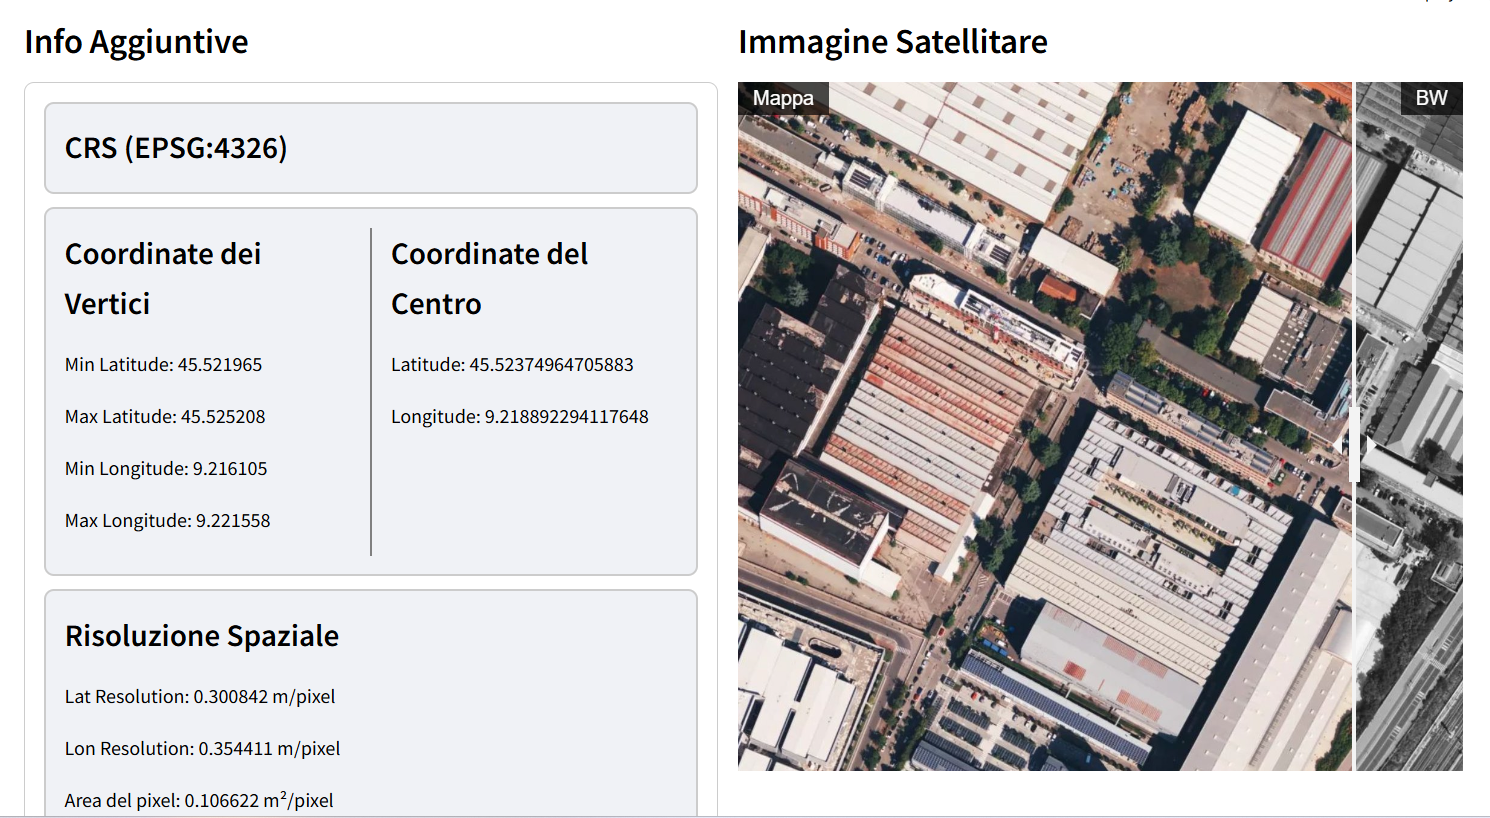 Info Aggiuntive
CRS (EPSG:4326)
Coordinate dei
Vertici
Min Latitude: 45.521965
Max Latitude: 45.525208
Min Longitude: 9.216105
Max Longitude: 9.221558
Coordinate del
Centro
Latitude: 45.52374964705883
Longitude: 9.218892294117648
Risoluzione Spaziale
Lat Resolution: 0.300842 m/pixel
Lon Resolution: 0.354411 m/pixel
Area del pixel: 0.106622 m²/pixel
Immagine Satellitare
Mappa
BW